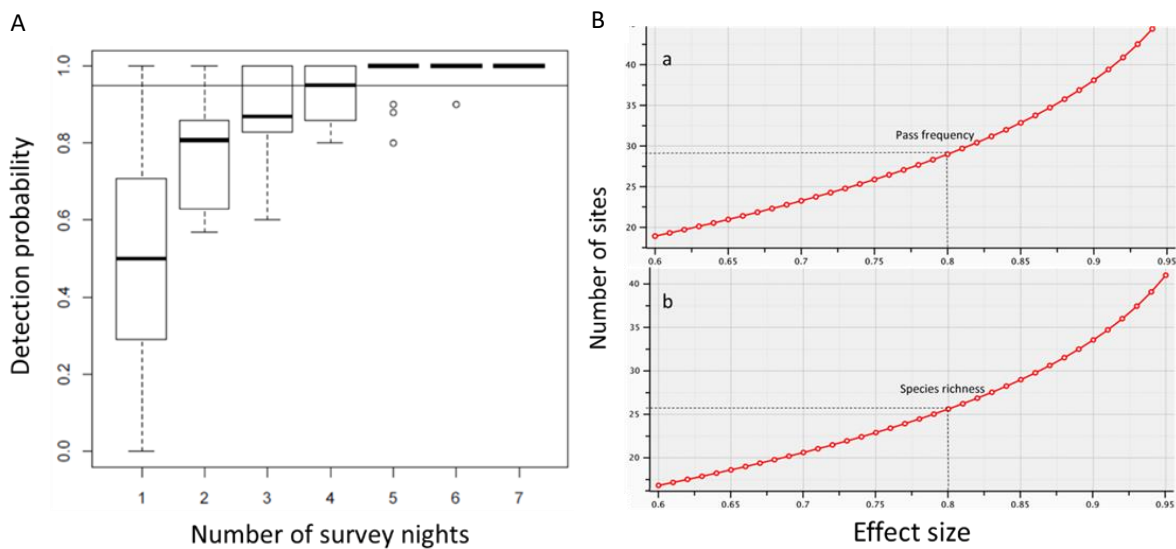 A
Detection probability
1.0
0.8
0.6
0.4
0.2
0.0
1 2 3 4 5 6 7
Number of survey nights
B
Number of sites
a
40
35
30
25
20
Pass frequency
0.6 0.65 0.7 0.75 0.8 0.85 0.9 0.95
b
40
35
30
25
20
Species richness
0.6 0.65 0.7 0.75 0.8 0.85 0.9 0.95
Effect size